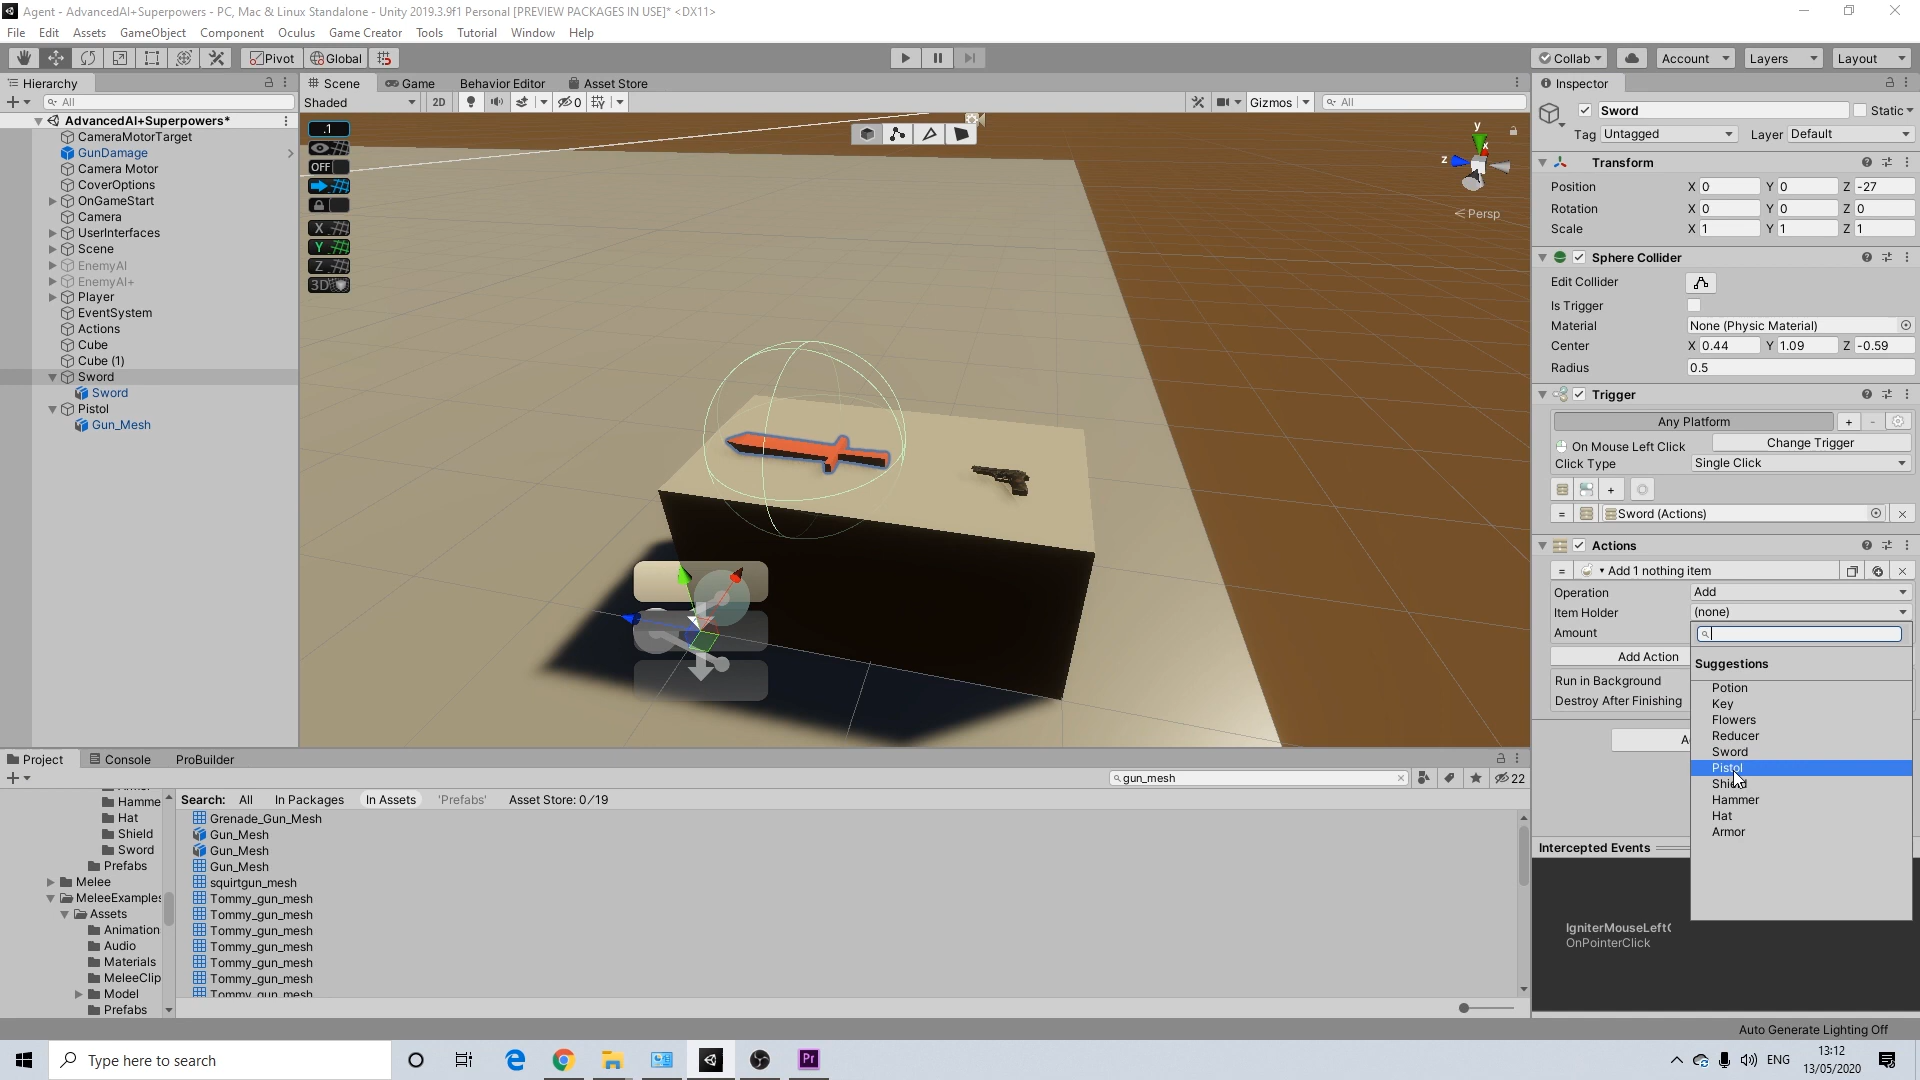 Agent - AdvancedAI+Superpowers - PC, Mac & Linux Standalone - Unity 2019.3.9f1 Personal [PREVIEW PACKAGES IN USE]* <DX11>
File Edit Assets GameObject Component Oculus Game Creator Tools Tutorial Window Help
Pivot Global Collab Account Layers Layout
Hierarchy Scene Game Behavior Editor Asset Store Inspector
All Shaded 2D 0 Gizmos All
AdvancedAI+Superpowers*
CameraMotorTarget
GunDamage
Camera Motor
CoverOptions
OnGameStart
Camera
UserInterfaces
Scene
EnemyAI
EnemyAI+
Player
EventSystem
Actions
Cube
Cube (1)
Sword
Sword
Pistol
Gun_Mesh
.1
OFF
X
Y
Z
3D
y
x
z
Persp
Sword Static
Tag Untagged Layer Default
Transform
Position X 0 Y 0 Z -27
Rotation X 0 Y 0 Z 0
Scale X 1 Y 1 Z 1
Sphere Collider
Edit Collider
Is Trigger
Material None (Physic Material)
Center X 0.44 Y 1.09 Z -0.59
Radius 0.5
Trigger
Any Platform + -
On Mouse Left Click Change Trigger
Click Type Single Click
+
= Sword (Actions)
Actions
= Add 1 nothing item
Operation Add
Item Holder (none)
Amount
Add Action
Run in Background
Destroy After Finishing
Suggestions
Potion
Key
Flowers
Reducer
Sword
Pistol
Hammer
Hat
Armor
Intercepted Events
OnPointerClick
Project Console ProBuilder
gun_mesh 22
Search: All In Packages In Assets 'Prefabs' Asset Store: 0/19
Hamme
Hat
Shield
Sword
Prefabs
Melee
MeleeExamples
Assets
Animation
Audio
Materials
MeleeClip
Model
Prefabs
Grenade_Gun_Mesh
Gun_Mesh
Gun_Mesh
Gun_Mesh
squirtgun_mesh
Tommy_gun_mesh
Tommy_gun_mesh
Tommy_gun_mesh
Tommy_gun_mesh
Tommy_gun_mesh
Tommy_gun_mesh
Tommy_gun_mesh
Auto Generate Lighting Off
Type here to search
Pr
ENG
13:12
13/05/2020